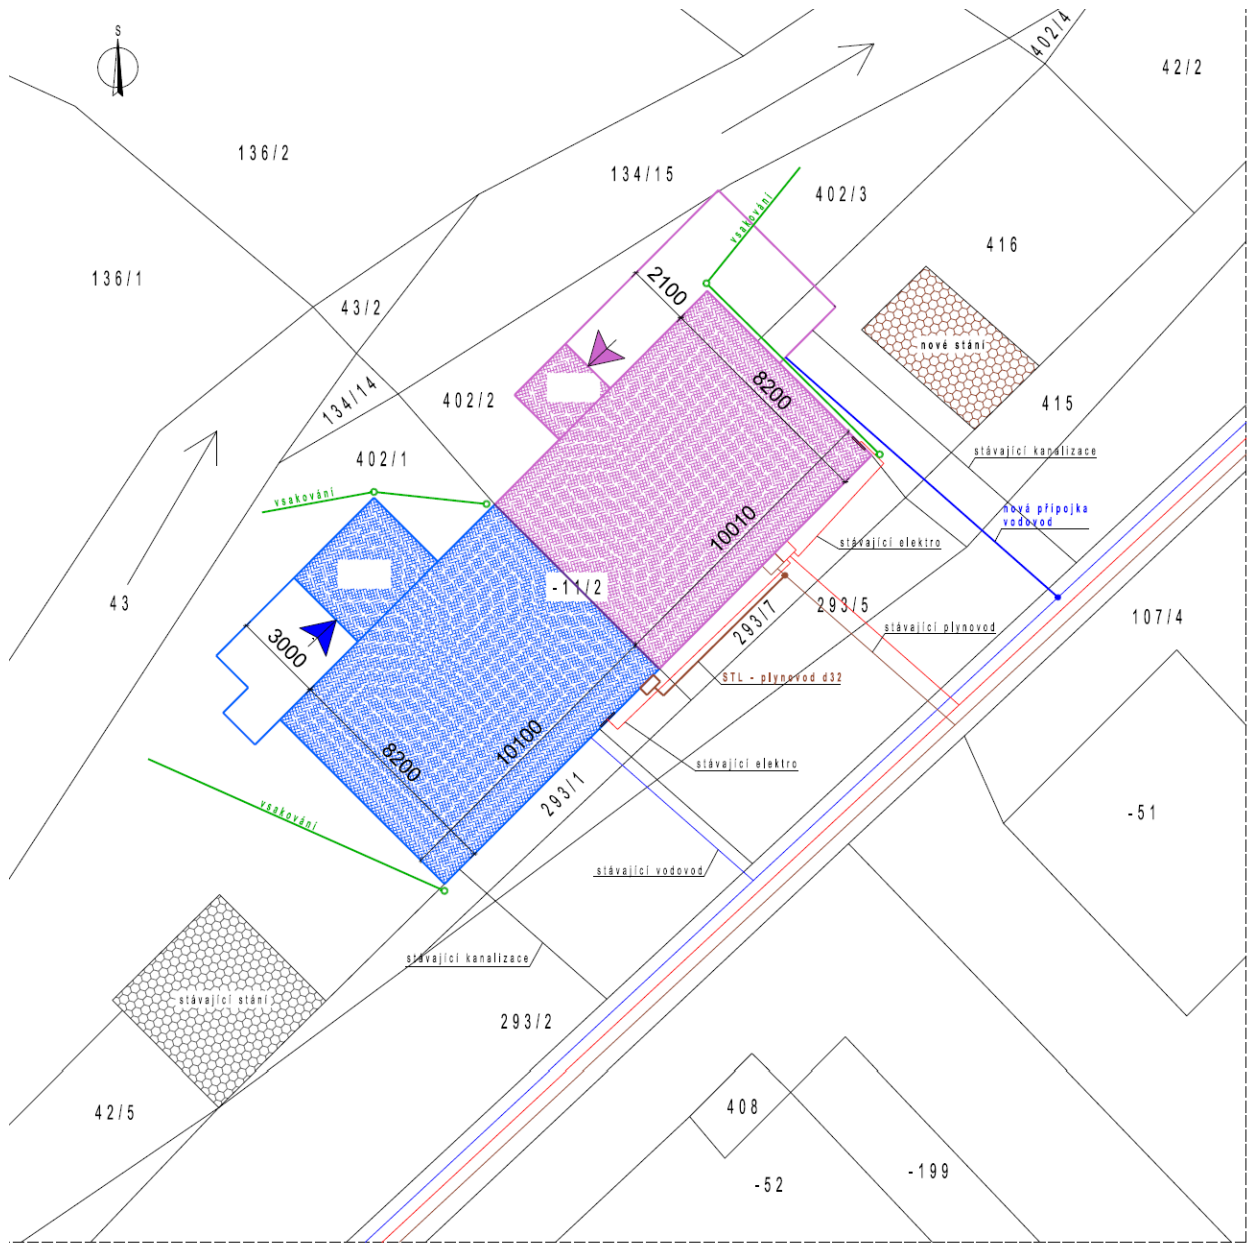 S
402/4
42/2
136/2
134/15
402/3
vsakování
416
136/1
43/2
2100
nové stání
8200
134/14
402/2
415
402/1
stávající kanalizace
vsakování
nová přípojka
vodovod
10010
stávající elektro
-11/2
43
293/7
293/5
107/4
stávající plynovod
3000
STL - plynovod d32
8200
10100
stávající elektro
293/1
vsakování
-51
stávající vodovod
stávající kanalizace
stávající stání
293/2
42/5
408
-199
-52